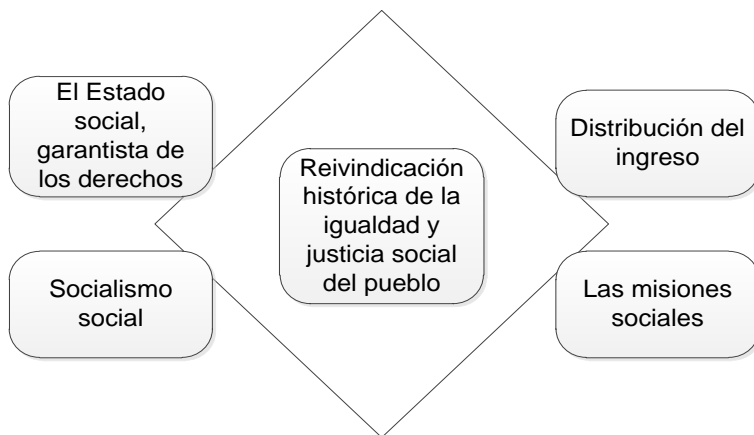 El Estado
social,
garantista de
los derechos
Distribución del
ingreso
Reivindicación
histórica de la
igualdad y
justicia social
del pueblo
Socialismo
social
Las misiones
sociales